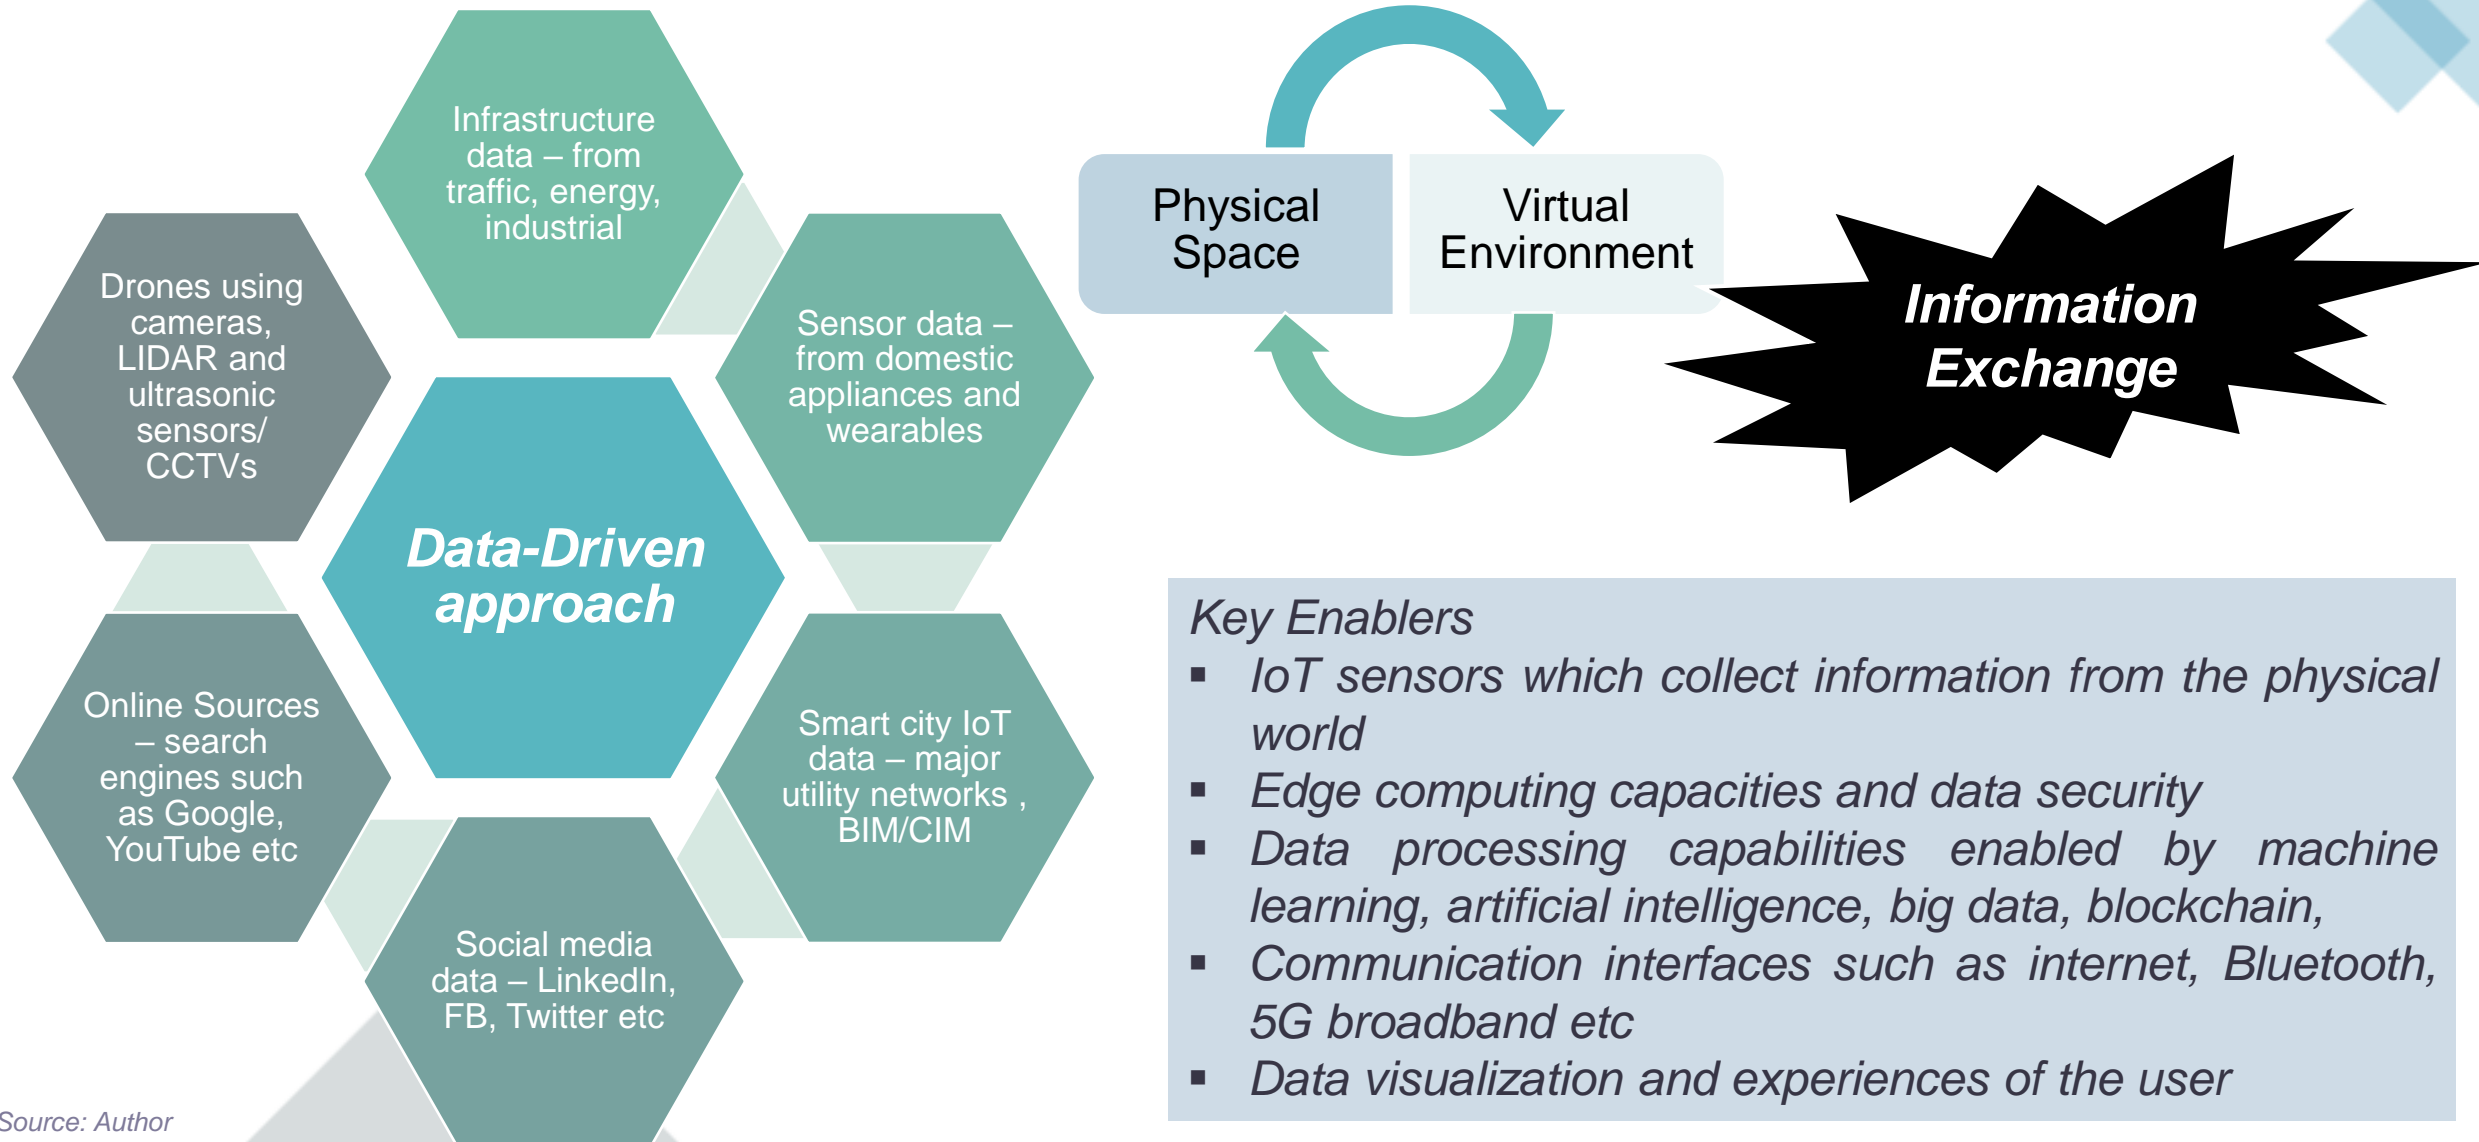 Infrastructure
data – from
traffic, energy,
industrial
Drones using
cameras,
LIDAR and
ultrasonic
sensors/
CCTVs
Sensor data –
from domestic
appliances and
wearables
Data-Driven
approach
Online Sources
– search
engines such
as Google,
YouTube etc
Smart city IoT
data – major
utility networks ,
BIM/CIM
Social media
data – LinkedIn,
FB, Twitter etc
Source: Author
Physical
Space
Virtual
Environment
Information
Exchange
Key Enablers
▪ IoT sensors which collect information from the physical
world
▪ Edge computing capacities and data security
▪ Data processing capabilities enabled by machine
learning, artificial intelligence, big data, blockchain,
▪ Communication interfaces such as internet, Bluetooth,
5G broadband etc
▪ Data visualization and experiences of the user